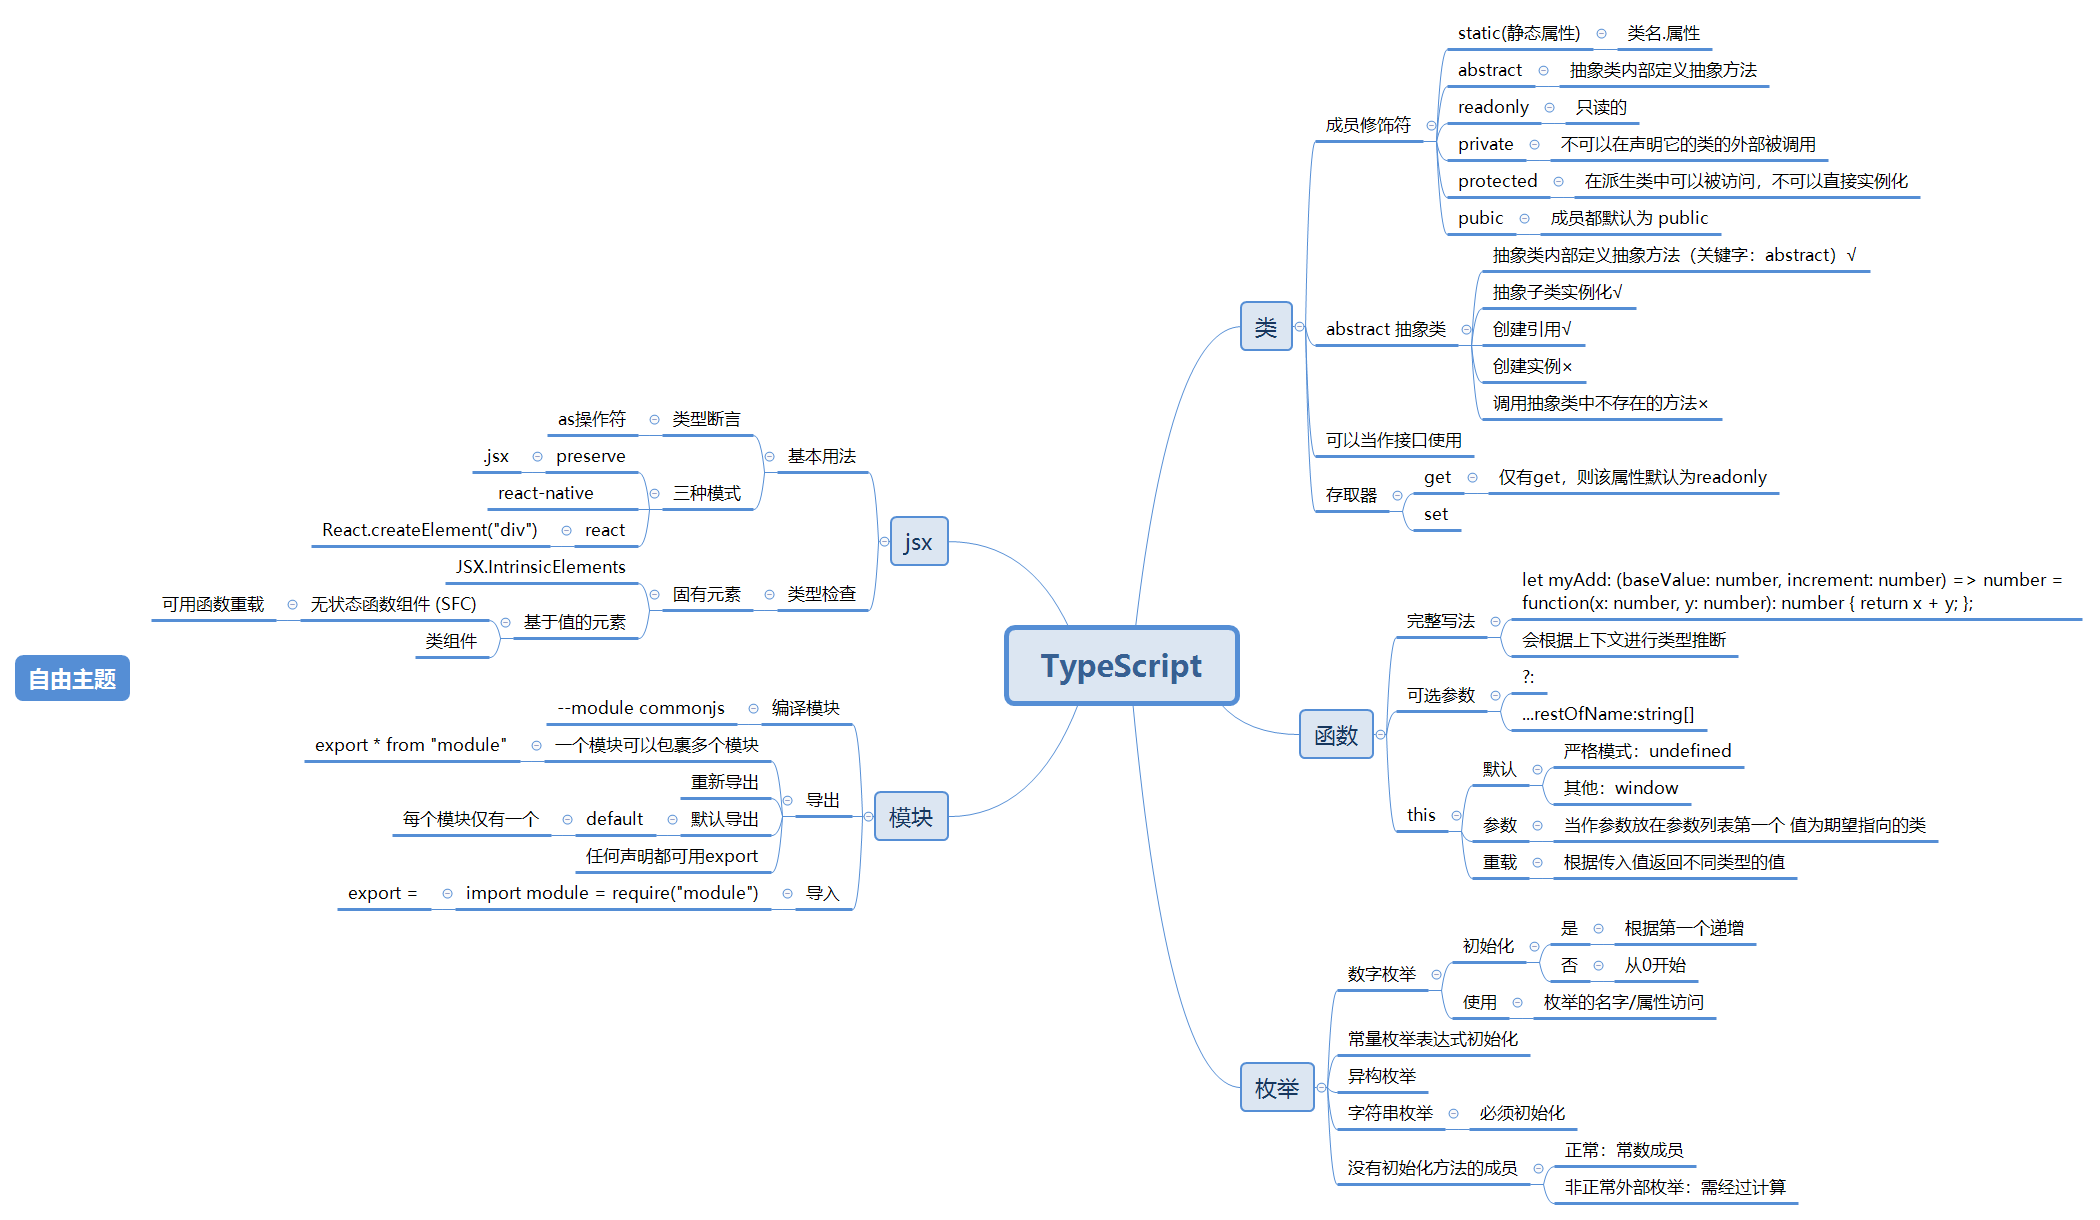 TypeScript
类
成员修饰符
static(静态属性)
类名.属性
abstract
抽象类内部定义抽象方法
readonly
只读的
private
不可以在声明它的类的外部被调用
protected
在派生类中可以被访问，不可以直接实例化
pubic
成员都默认为 public
abstract 抽象类
抽象类内部定义抽象方法（关键字：abstract）√
抽象子类实例化√
创建引用√
创建实例×
调用抽象类中不存在的方法×
可以当作接口使用
存取器
get
仅有get，则该属性默认为readonly
set
函数
完整写法
let myAdd: (baseValue: number, increment: number) => number =
function(x: number, y: number): number { return x + y; };
会根据上下文进行类型推断
可选参数
?:
...restOfName:string[]
this
默认
严格模式：undefined
其他：window
参数
当作参数放在参数列表第一个 值为期望指向的类
重载
根据传入值返回不同类型的值
枚举
数字枚举
初始化
是
根据第一个递增
否
从0开始
使用
枚举的名字/属性访问
常量枚举表达式初始化
异构枚举
字符串枚举
必须初始化
没有初始化方法的成员
正常：常数成员
非正常外部枚举：需经过计算
jsx
基本用法
类型断言
as操作符
三种模式
preserve
.jsx
react-native
react
React.createElement("div")
类型检查
固有元素
JSX.IntrinsicElements
基于值的元素
无状态函数组件 (SFC)
可用函数重载
类组件
模块
编译模块
--module commonjs
导出
一个模块可以包裹多个模块
export * from "module"
重新导出
默认导出
default
每个模块仅有一个
任何声明都可用export
导入
import module = require("module")
export =
自由主题